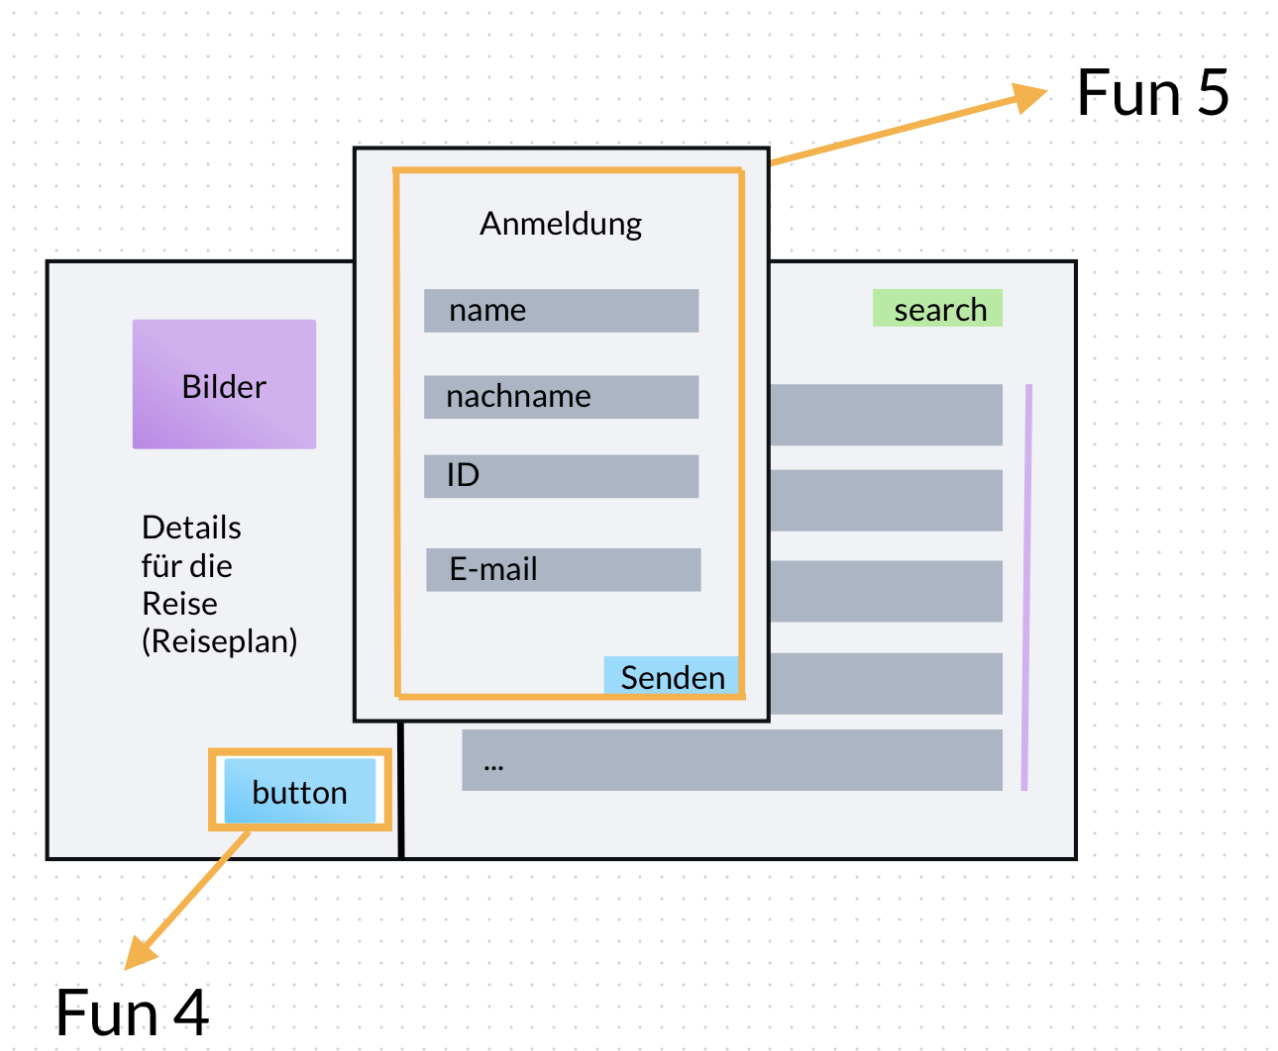 Fun 5
Anmeldung
name
nachname
ID
E-mail
Senden
search
...
Bilder
Details
für die
Reise
(Reiseplan)
button
Fun 4